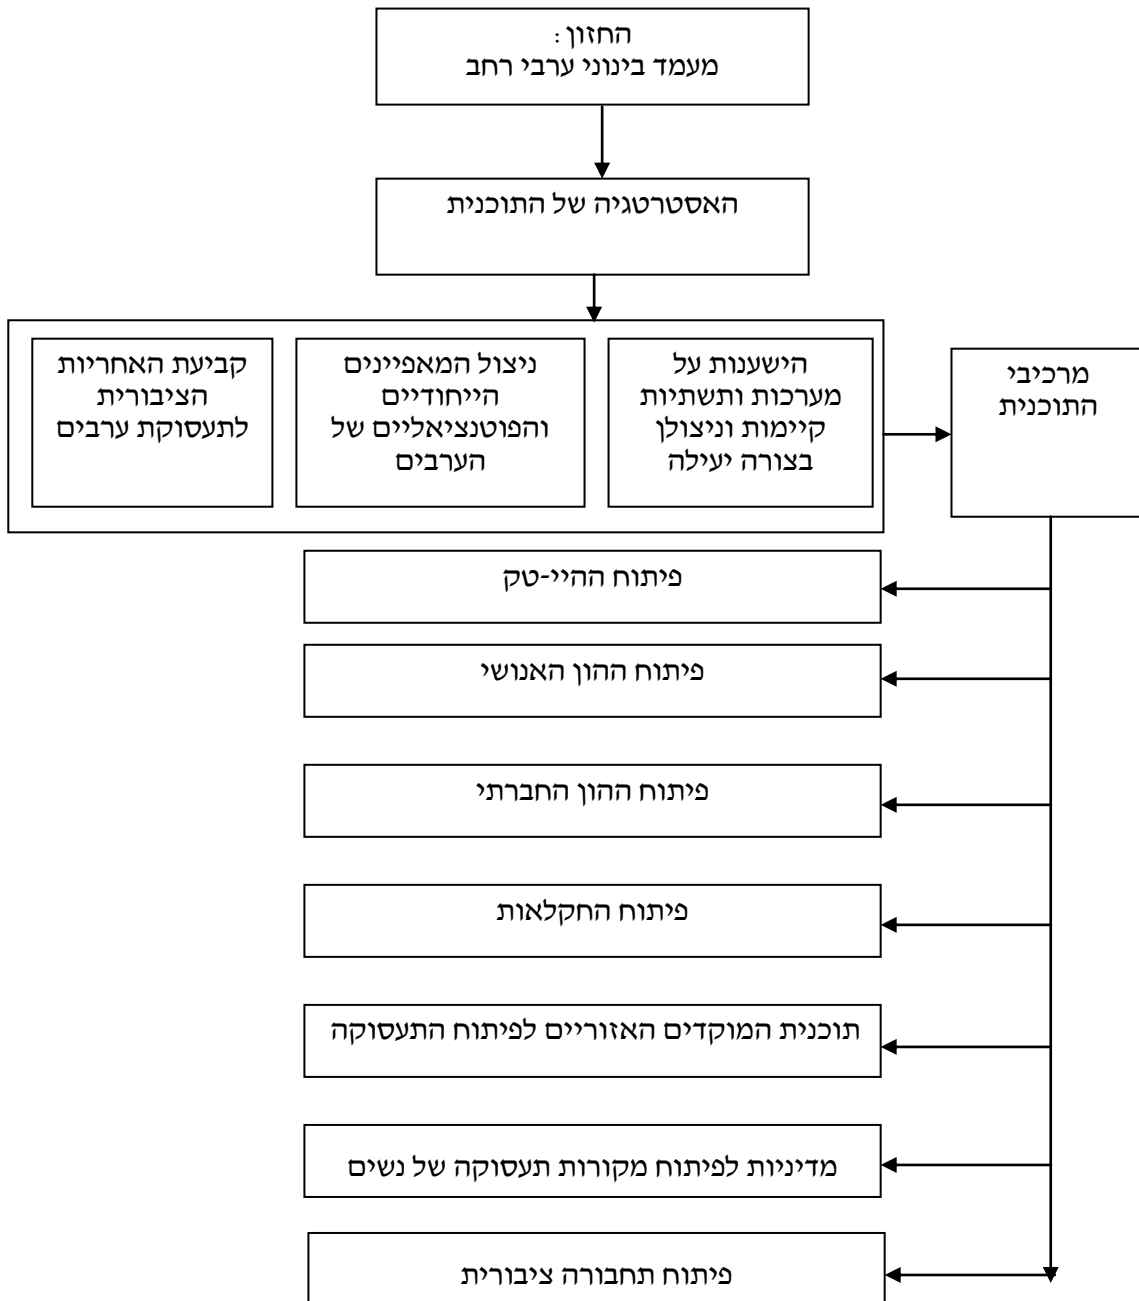 החזון:
מעמד בינוני ערבי רחב
האסטרטגיה של התוכנית
הישענות על
מערכות ותשתיות
קיימות וניצולן
בצורה יעילה
ניצול המאפיינים
הייחודיים
והפוטנציאליים של
הערבים
קביעת האחריות
הציבורית
לתעסוקת ערבים
מרכיבי
התוכנית
פיתוח ההיי-טק
פיתוח ההון האנושי
פיתוח ההון החברתי
פיתוח החקלאות
תוכנית המוקדים האזוריים לפיתוח התעסוקה
מדיניות לפיתוח מקורות תעסוקה של נשים
פיתוח תחבורה ציבורית